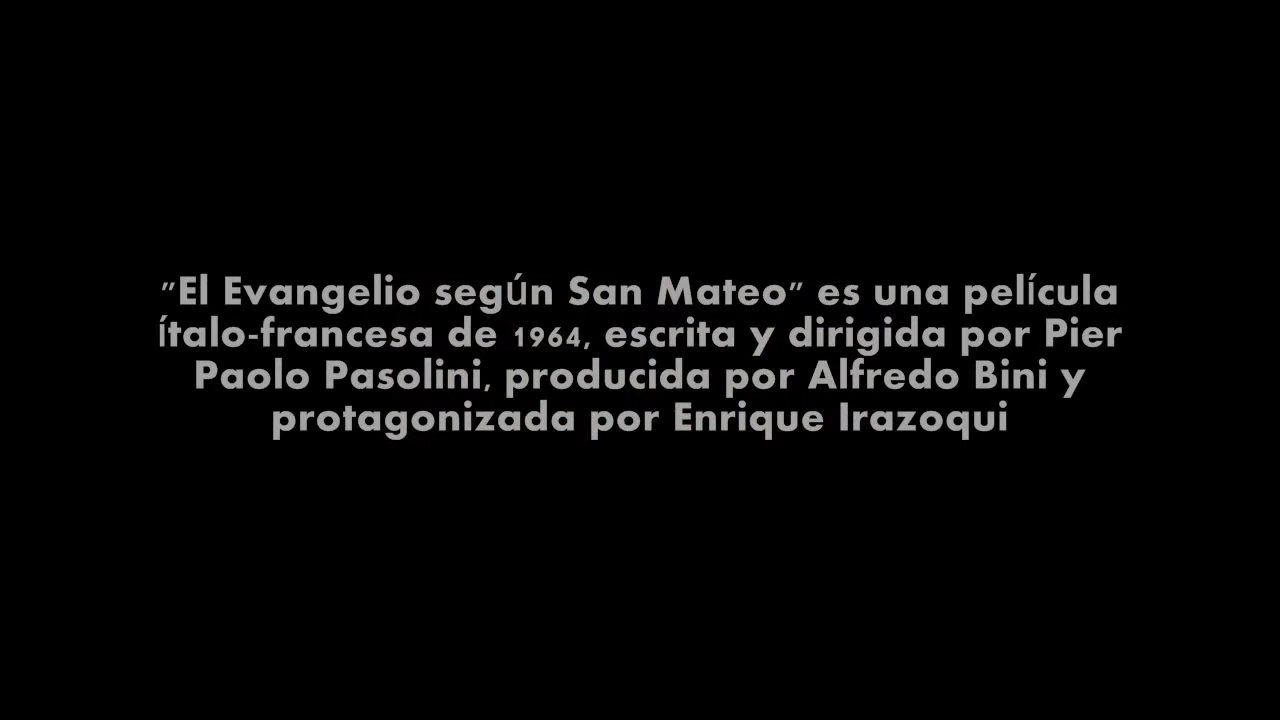 "El Evangelio según San Mateo" es una película
ítalo-francesa de 1964, escrita y dirigida por Pier
Paolo Pasolini, producida por Alfredo Bini y
protagonizada por Enrique Irazoqui